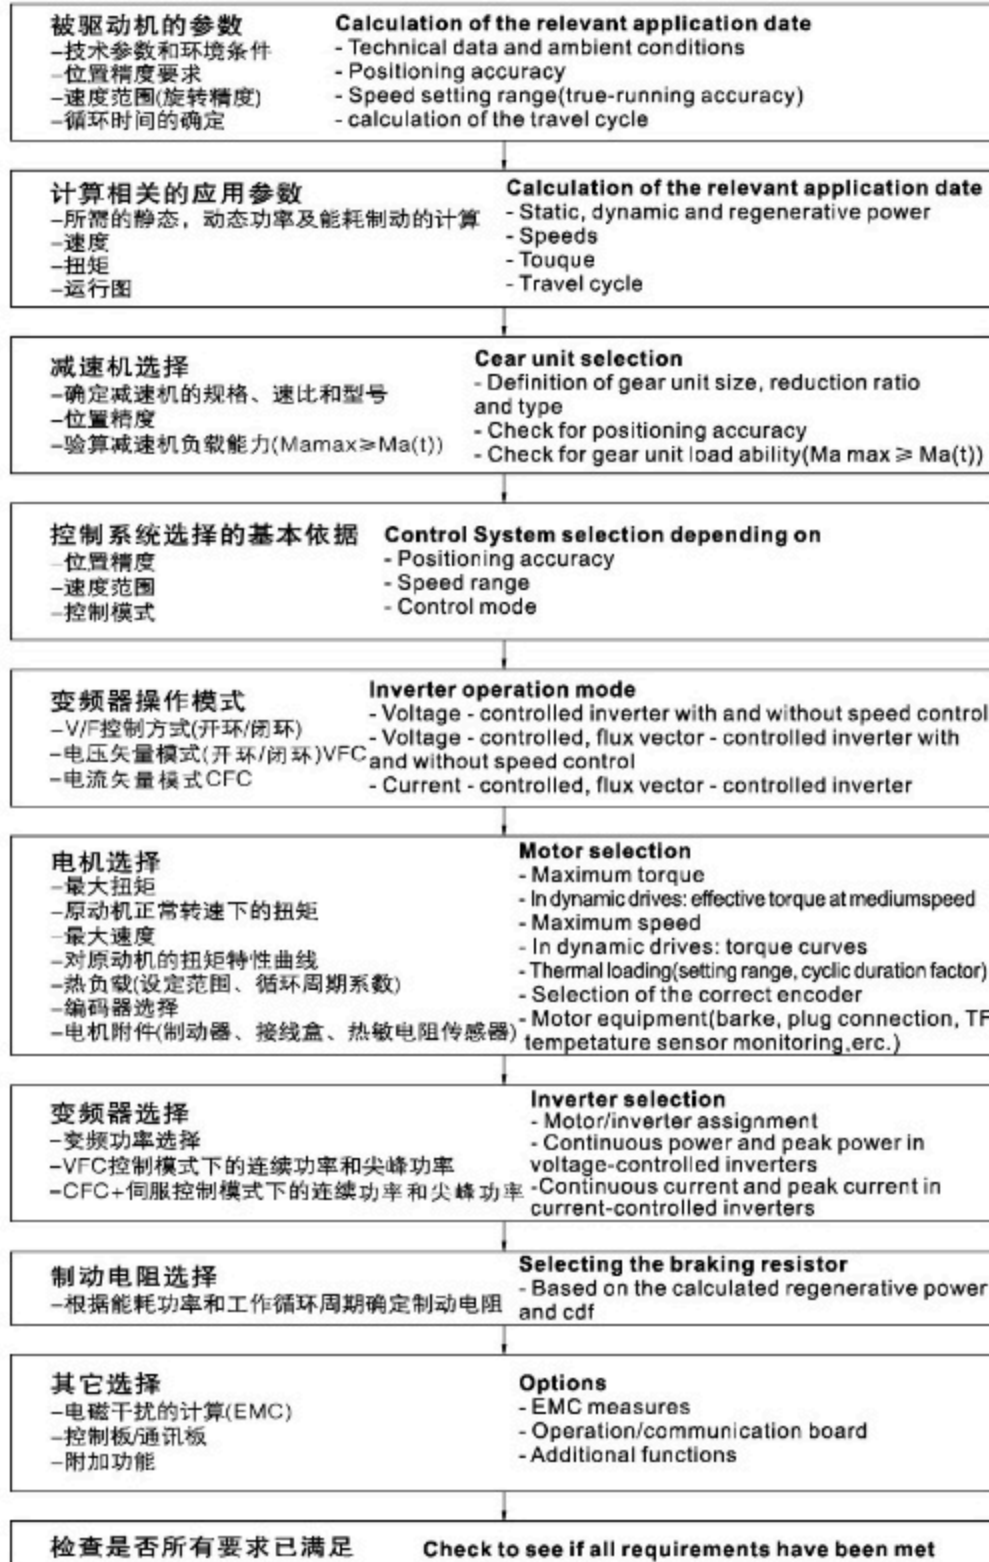 被驱动机的参数
–技术参数和环境条件
–位置精度要求
–速度范围(旋转精度)
–循环时间的确定
Calculation of the relevant application date
- Technical data and ambient conditions
- Positioning accuracy
- Speed setting range(true-running accuracy)
- calculation of the travel cycle
计算相关的应用参数
–所需的静态，动态功率及能耗制动的计算
–速度
–扭矩
–运行图
Calculation of the relevant application date
- Static, dynamic and regenerative power
- Speeds
- Touque
- Travel cycle
减速机选择
–确定减速机的规格、速比和型号
–位置精度
–验算减速机负载能力(Mamax≥Ma(t))
Cear unit selection
- Definition of gear unit size, reduction ratio
and type
- Check for positioning accuracy
- Check for gear unit load ability(Ma max ≥ Ma(t))
控制系统选择的基本依据
–位置精度
–速度范围
–控制模式
Control System selection depending on
- Positioning accuracy
- Speed range
- Control mode
变频器操作模式
–V/F控制方式(开环/闭环)
–电压矢量模式(开环/闭环)VFC
–电流矢量模式CFC
Inverter operation mode
- Voltage - controlled inverter with and without speed control
- Voltage - controlled, flux vector - controlled inverter with
and without speed control
- Current - controlled, flux vector - controlled inverter
电机选择
–最大扭矩
–原动机正常转速下的扭矩
–最大速度
–对原动机的扭矩特性曲线
–热负载(设定范围、循环周期系数)
–编码器选择
–电机附件(制动器、接线盒、热敏电阻传感器)
Motor selection
- Maximum torque
- In dynamic drives: effective torque at mediumspeed
- Maximum speed
- In dynamic drives: torque curves
- Thermal loading(setting range, cyclic duration factor)
- Selection of the correct encoder
- Motor equipment(barke, plug connection, TF
tempetature sensor monitoring,erc.)
变频器选择
–变频功率选择
–VFC控制模式下的连续功率和尖峰功率
–CFC+伺服控制模式下的连续功率和尖峰功率
Inverter selection
- Motor/inverter assignment
- Continuous power and peak power in
voltage-controlled inverters
-Continuous current and peak current in
current-controlled inverters
制动电阻选择
–根据能耗功率和工作循环周期确定制动电阻
Selecting the braking resistor
- Based on the calculated regenerative power
and cdf
其它选择
–电磁干扰的计算(EMC)
–控制板/通讯板
–附加功能
Options
- EMC measures
- Operation/communication board
- Additional functions
检查是否所有要求已满足
Check to see if all requirements have been met